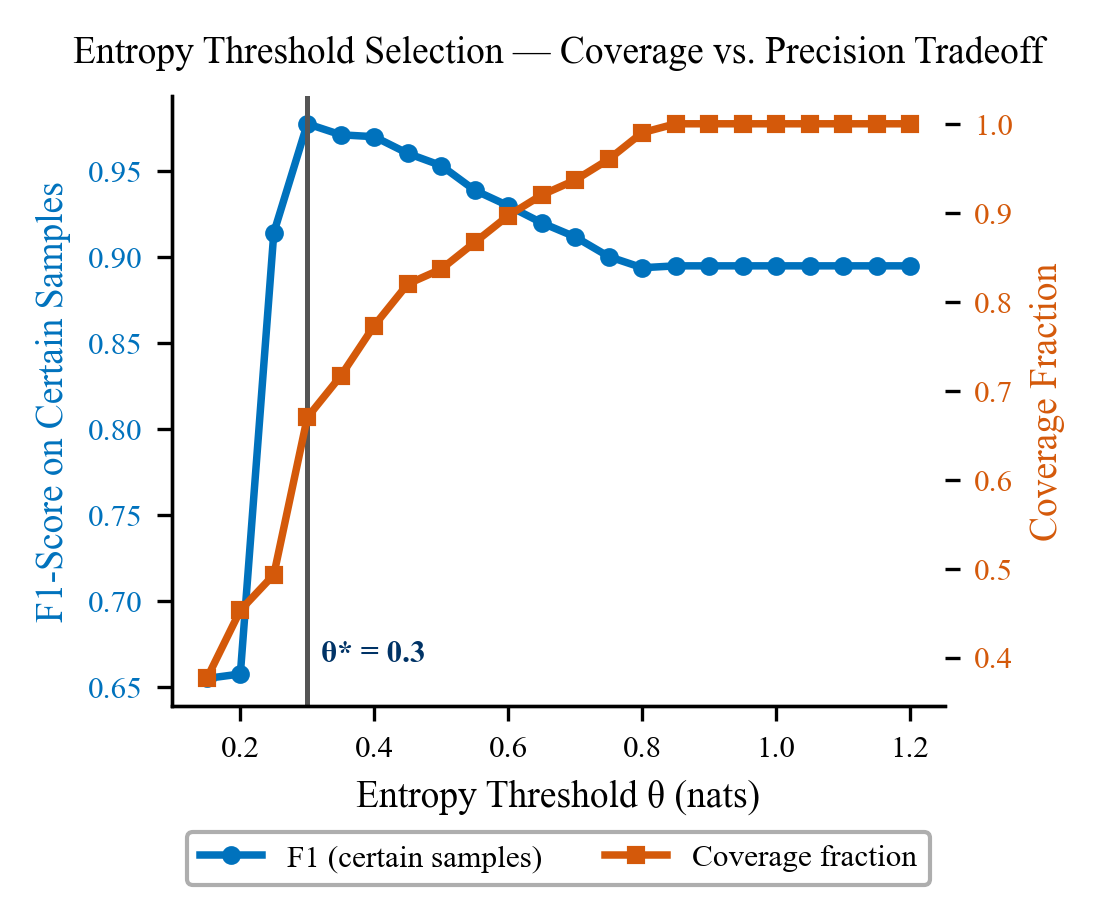 Entropy Threshold Selection — Coverage vs. Precision Tradeoff
F1-Score on Certain Samples
0.95
0.90
0.85
0.80
0.75
0.70
0.65
1.0
0.9
0.8
0.7
0.6
0.5
0.4
Coverage Fraction
θ* = 0.3
0.2 0.4 0.6 0.8 1.0 1.2
Entropy Threshold θ (nats)
F1 (certain samples) Coverage fraction